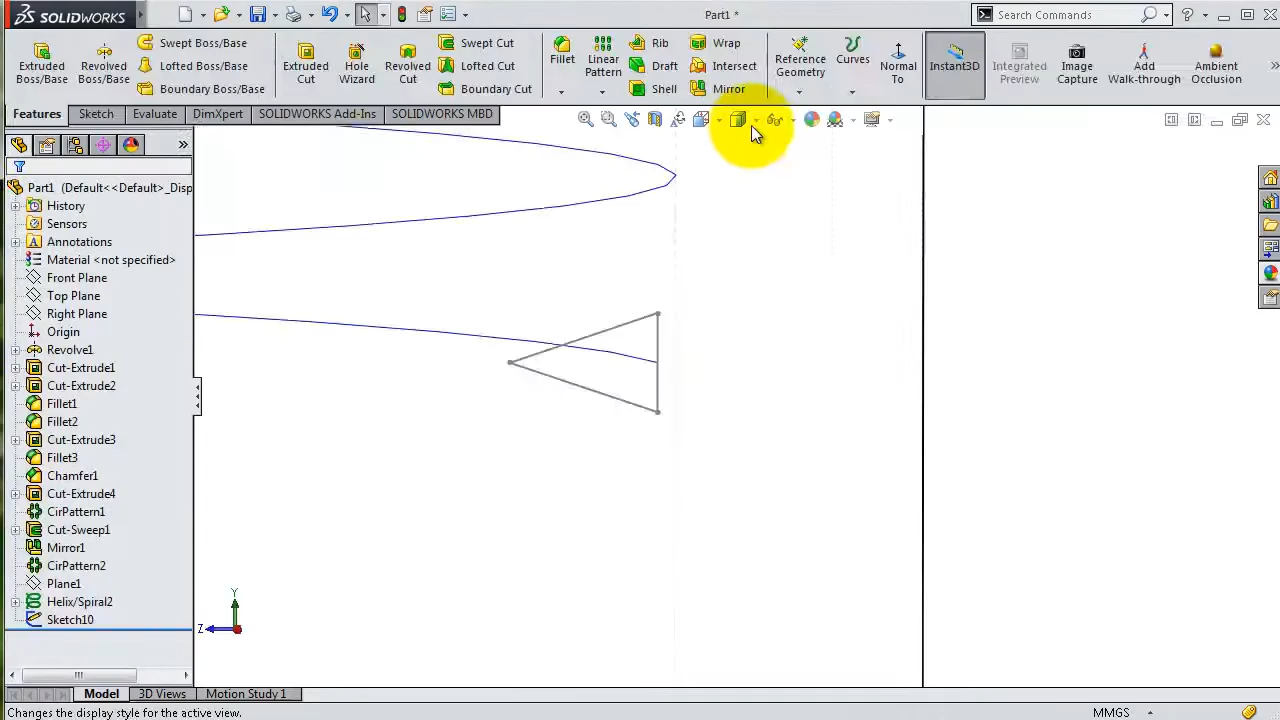 SOLIDWORKS
Part1 *
Search Commands
?
Extruded Boss/Base
Revolved Boss/Base
Swept Boss/Base
Lofted Boss/Base
Boundary Boss/Base
Extruded Cut
Hole Wizard
Revolved Cut
Swept Cut
Lofted Cut
Boundary Cut
Fillet
Linear Pattern
Rib
Draft
Shell
Wrap
Intersect
Mirror
Reference Geometry
Curves
Normal To
Instant3D
Integrated Preview
Image Capture
Add Walk-through
Ambient Occlusion
Features
Sketch
Evaluate
DimXpert
SOLIDWORKS Add-Ins
SOLIDWORKS MBD
Part1 (Default<<Default>_Disp
History
Sensors
Annotations
Material <not specified>
Front Plane
Top Plane
Right Plane
Origin
Revolve1
Cut-Extrude1
Cut-Extrude2
Fillet1
Fillet2
Cut-Extrude3
Fillet3
Chamfer1
Cut-Extrude4
CirPattern1
Cut-Sweep1
Mirror1
CirPattern2
Plane1
Helix/Spiral2
Sketch10
Y
Z
Model
3D Views
Motion Study 1
Changes the display style for the active view.
MMGS